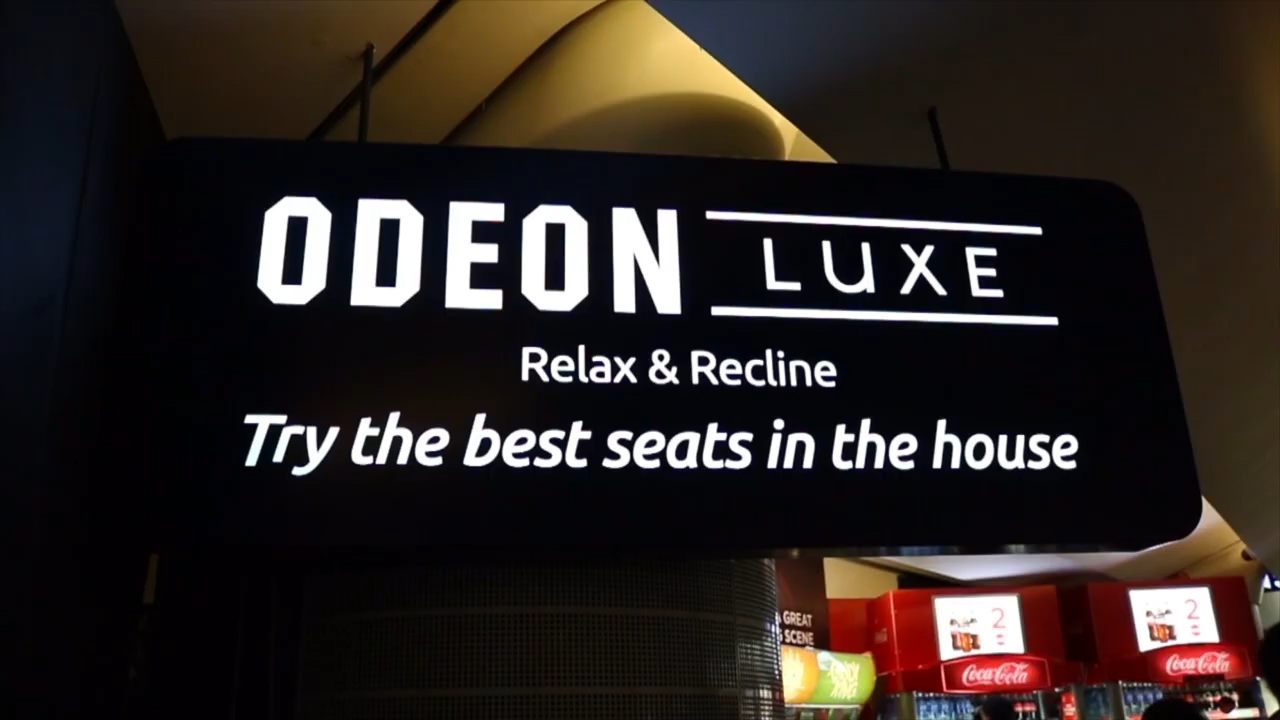 ODEON LUXE
Relax & Recline
Try the best seats in the house
GREAT
SCENE
2
Coca-Cola
2
Coca-Cola